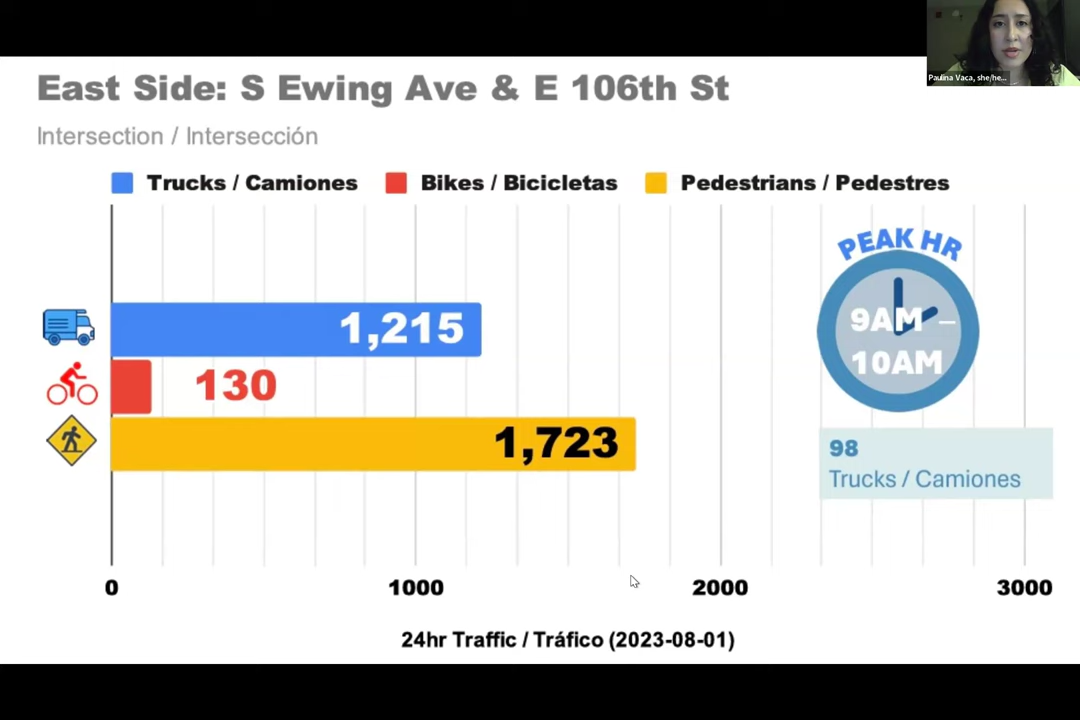 Paulina Vaca, she/he...
East Side: S Ewing Ave & E 106th St
Intersection / Intersección
Trucks / Camiones Bikes / Bicicletas Pedestrians / Pedestres
PEAK HR
9AM –
10AM
1,215
130
1,723
98
Trucks / Camiones
0 1000 2000 3000
24hr Traffic / Tráfico (2023-08-01)